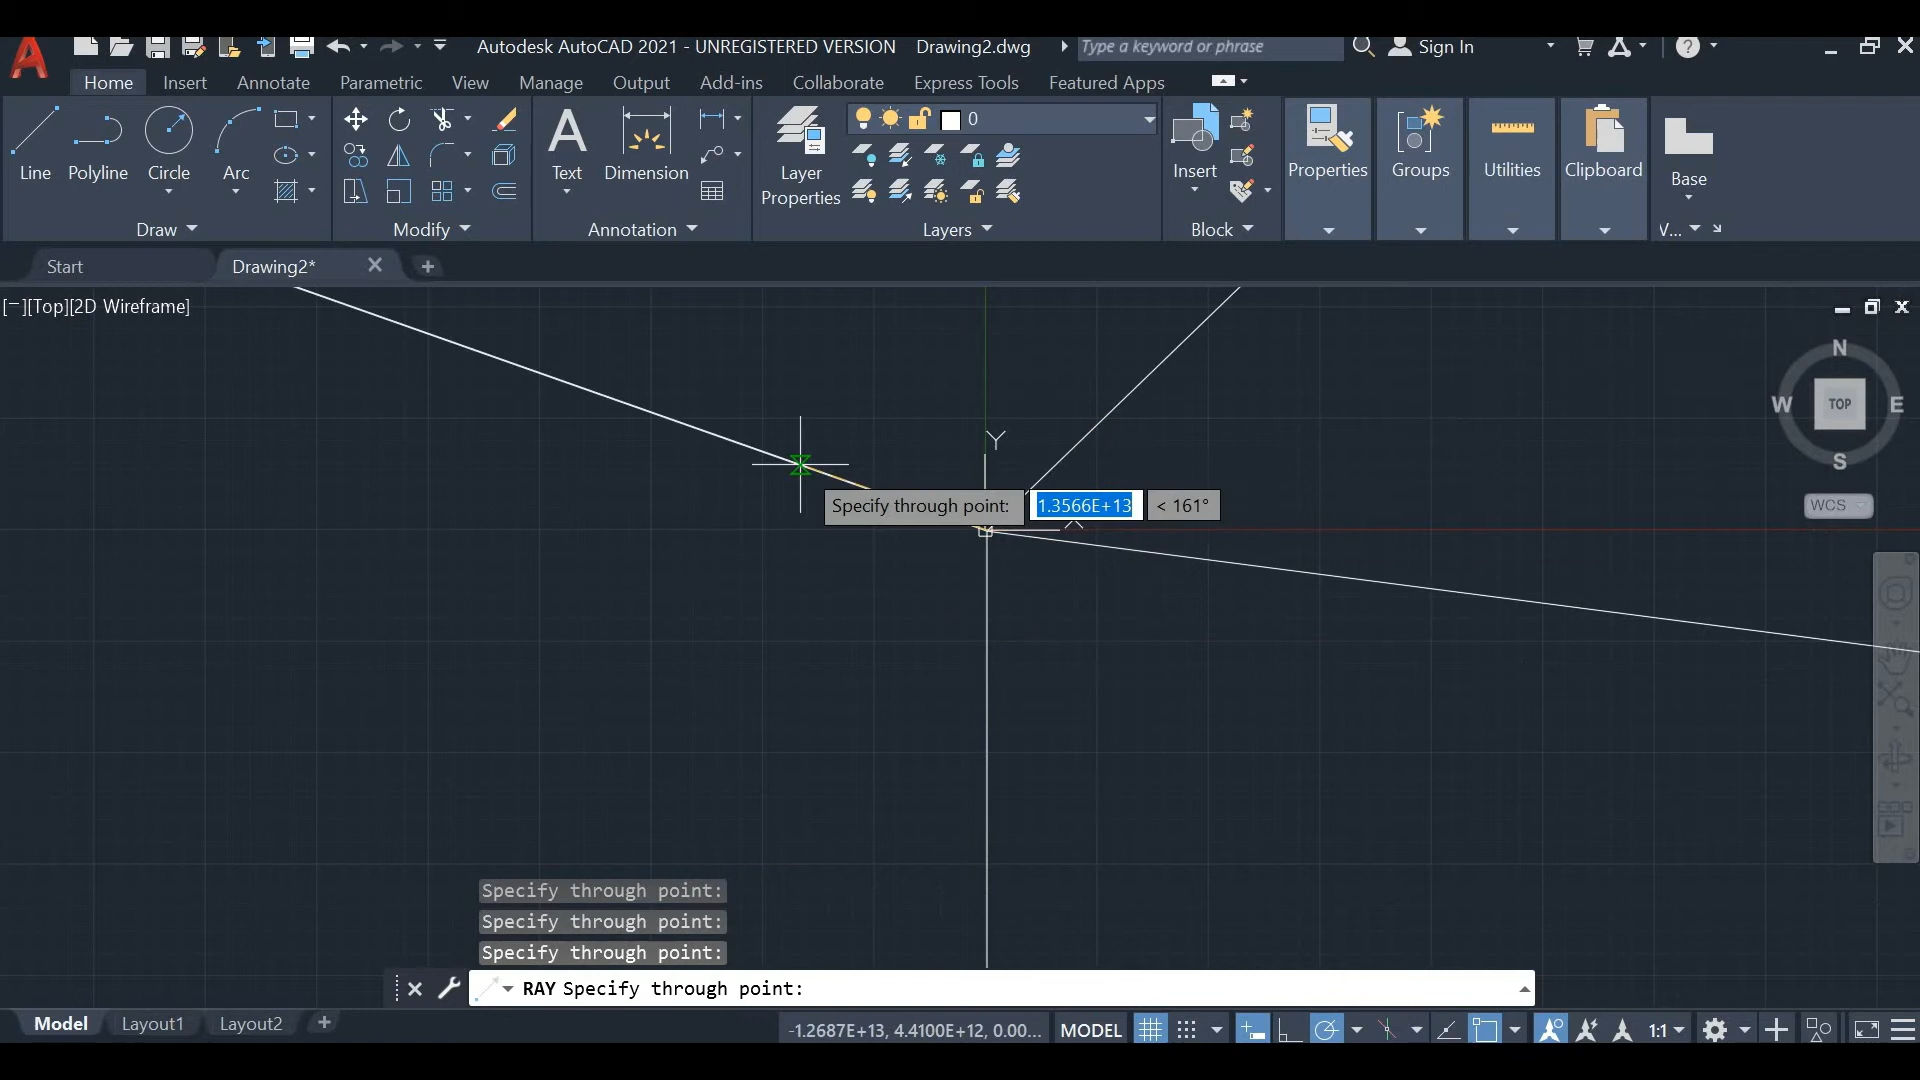 Autodesk AutoCAD 2021 - UNREGISTERED VERSION Drawing2.dwg Type a keyword or phrase Sign In
Home Insert Annotate Parametric View Manage Output Add-ins Collaborate Express Tools Featured Apps
0
Line Polyline Circle Arc Text Dimension Layer Properties Insert Properties Groups Utilities Clipboard Base
Draw Modify Annotation Layers Block V...
Start Drawing2*
[−][Top][2D Wireframe]
N
W TOP E
S
WCS
Y
Specify through point: 1.3566E+13 < 161°
Specify through point:
Specify through point:
Specify through point:
RAY Specify through point:
Model Layout1 Layout2
-1.2687E+13, 4.4100E+12, 0.00... MODEL 1:1